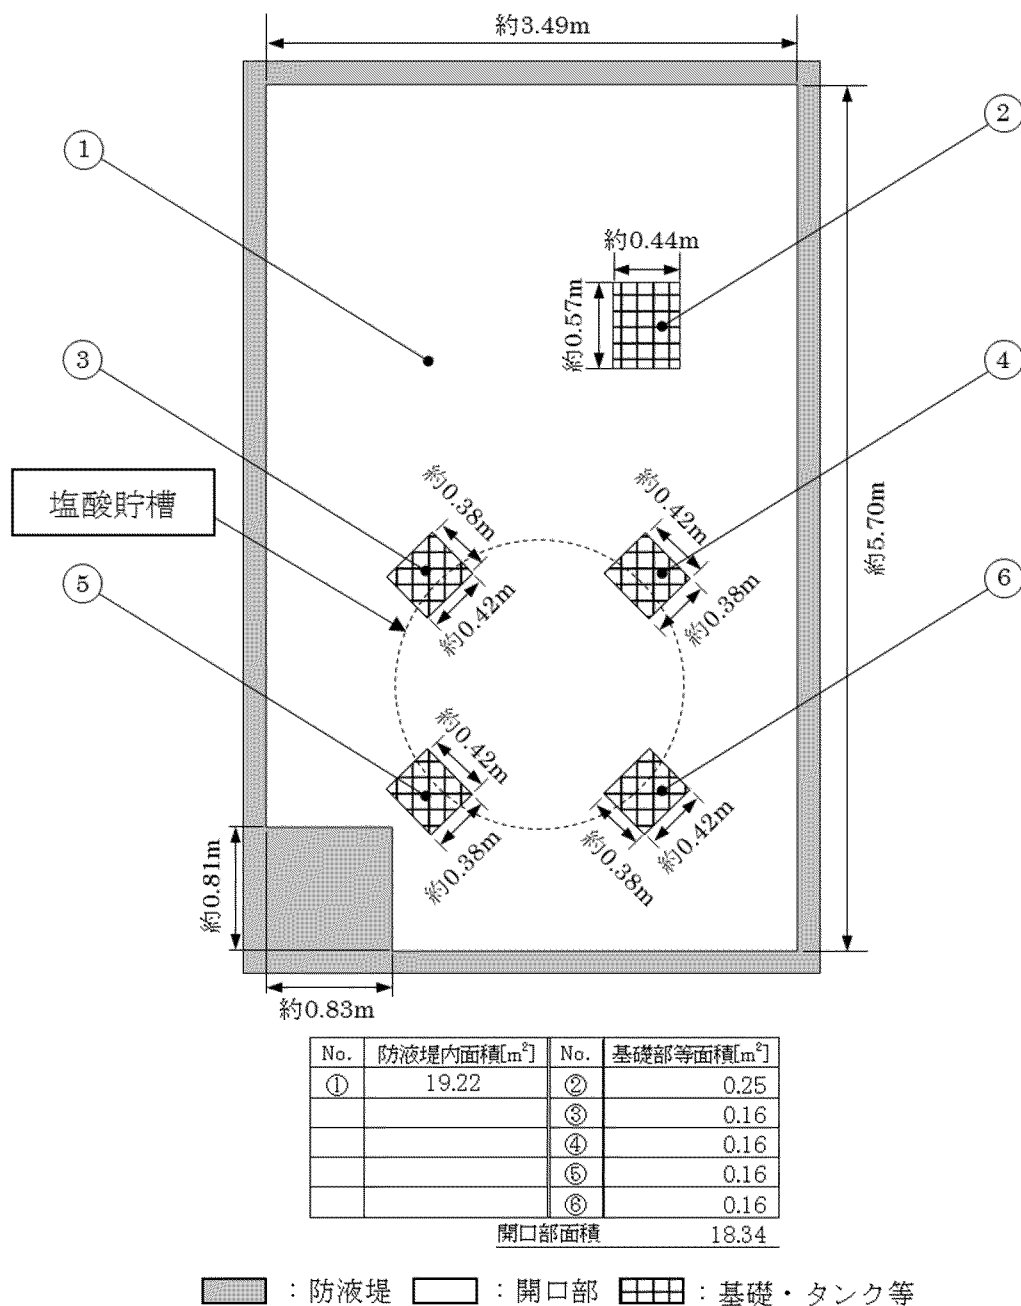 約3.49m
①
②
約0.44m
約0.57m
③
④
塩酸貯槽
約0.38m
約0.42m
約0.42m
約0.38m
約5.70m
⑤
⑥
約0.42m
約0.38m
約0.42m
約0.38m
約0.81m
約0.83m
No. 防液堤内面積[m²] No. 基礎部等面積[m²]
① 19.22 ② 0.25
③ 0.16
④ 0.16
⑤ 0.16
⑥ 0.16
開口部面積 18.34
：防液堤 ：開口部 ：基礎・タンク等